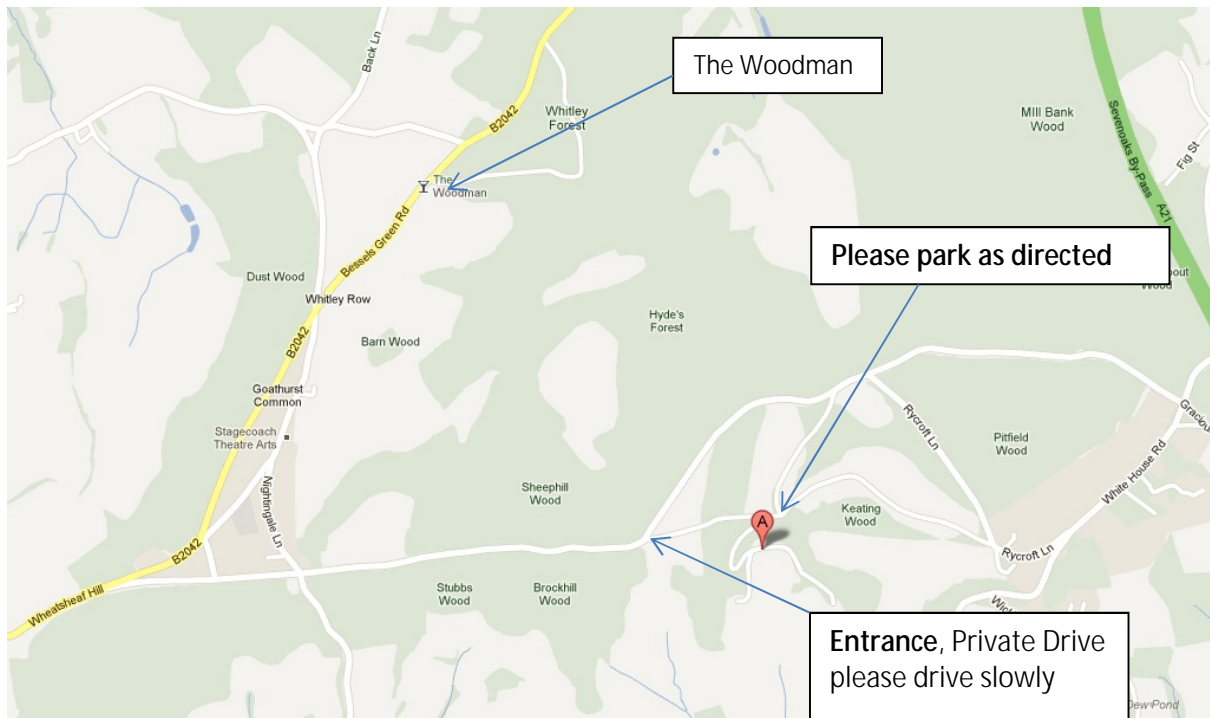 The Woodman
Back Ln
B2042
Whitley
Forest
Mill Bank
Wood
Sevenoaks By-Pass
A21
Fig St
The
Woodman
Bessels Green Rd
Please park as directed
Wood
Dust Wood
Whitley Row
Hyde's
Forest
B2042
Barn Wood
Goathurst
Common
Stagecoach
Theatre Arts
Rycroft Ln
Gracious
Pitfield
Wood
White House Rd
Sheephill
Wood
Nightingale Ln
Keating
Wood
A
B2042
Rycroft Ln
Wheatsheaf Hill
Stubbs
Wood
Brockhill
Wood
Entrance, Private Drive
please drive slowly
Dew Pond